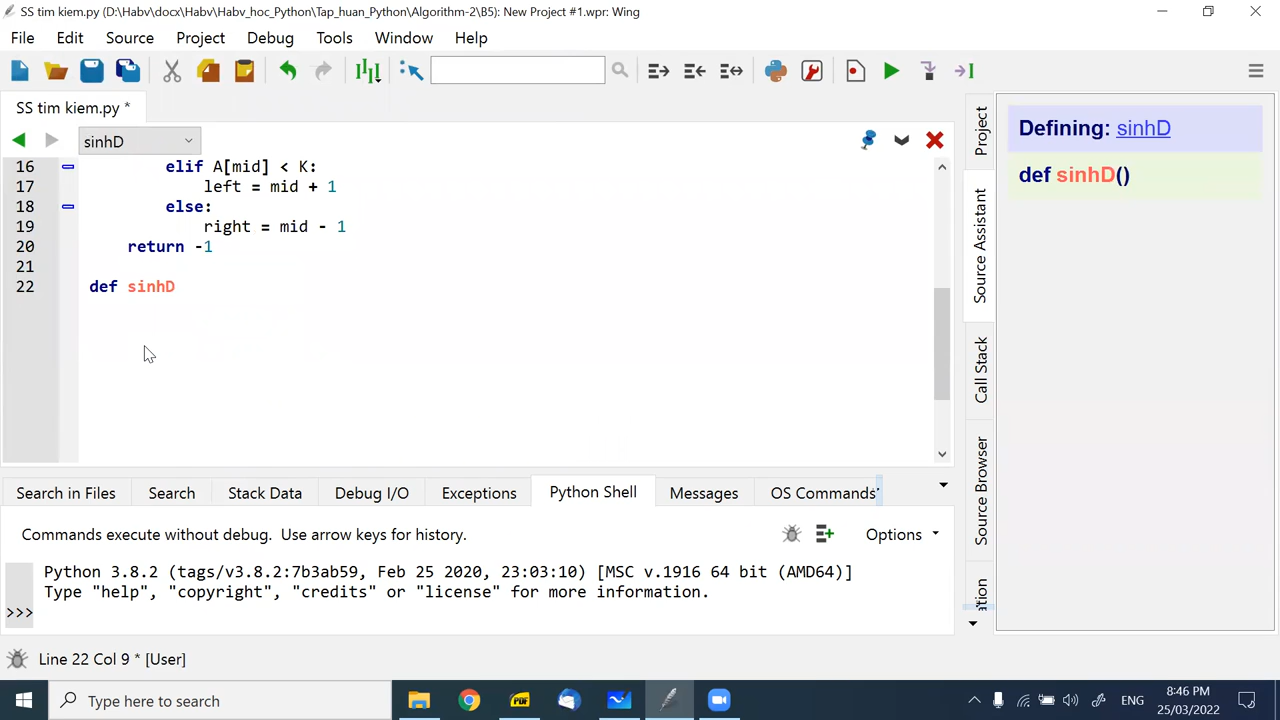 SS tim kiem.py (D:\Habv\docx\Habv\Habv_hoc_Python\Tap_huan_Python\Algorithm-2\B5): New Project #1.wpr: Wing
File Edit Source Project Debug Tools Window Help
SS tim kiem.py *
sinhD
16 elif A[mid] < K:
17 left = mid + 1
18 else:
19 right = mid - 1
20 return -1
21
22 def sinhD
Project
Source Assistant
Call Stack
Source Browser
Defining: sinhD
def sinhD()
Search in Files Search Stack Data Debug I/O Exceptions Python Shell Messages OS Commands
Commands execute without debug. Use arrow keys for history.
Options
Python 3.8.2 (tags/v3.8.2:7b3ab59, Feb 25 2020, 23:03:10) [MSC v.1916 64 bit (AMD64)]
Type "help", "copyright", "credits" or "license" for more information.
>>>
Line 22 Col 9 * [User]
Type here to search
PDF
ENG
8:46 PM
25/03/2022